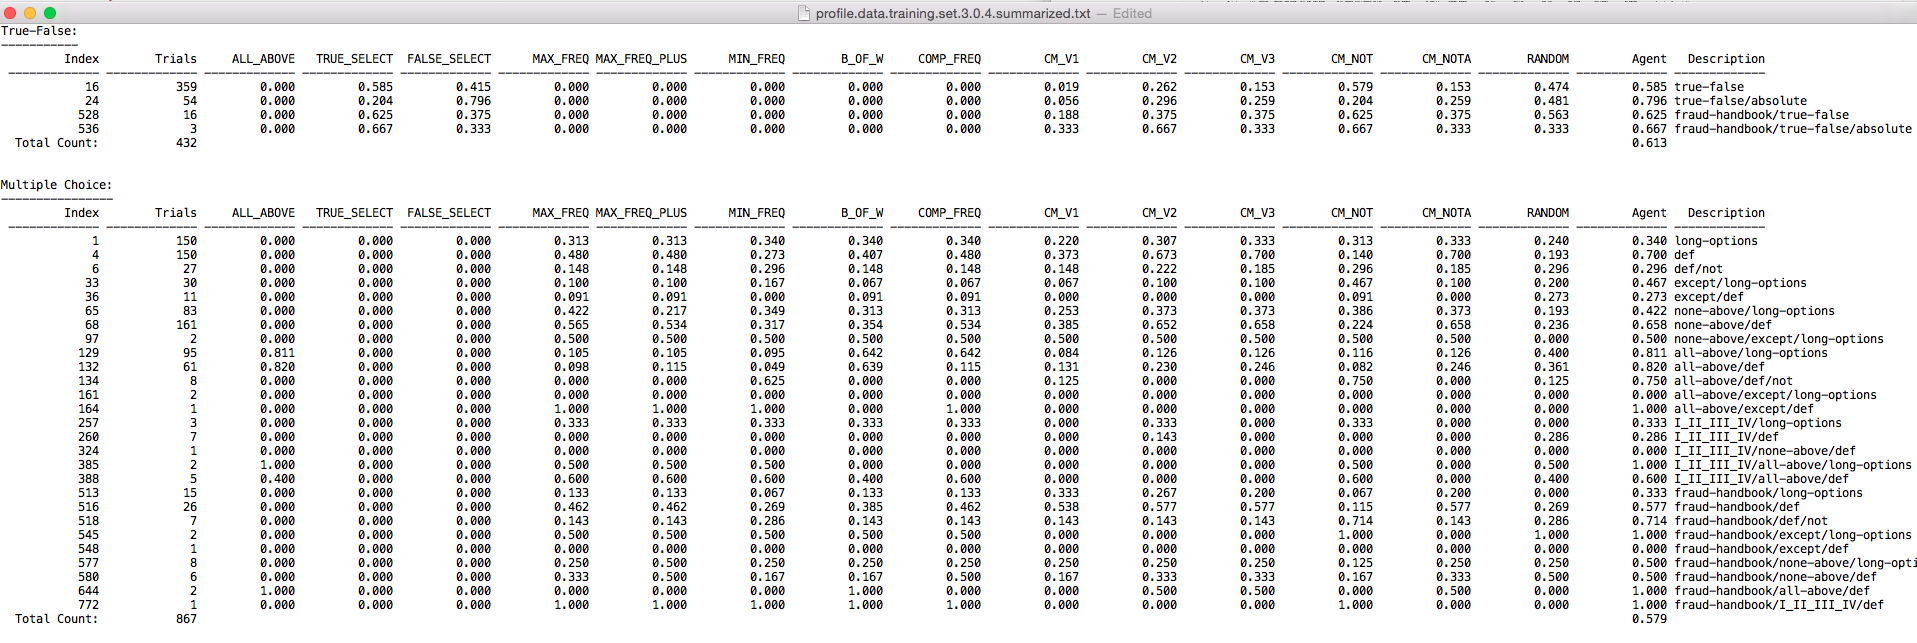 profile.data.training.set.3.0.4.summarized.txt — Edited
True-False:
-----------
Index Trials ALL_ABOVE TRUE_SELECT FALSE_SELECT MAX_FREQ MAX_FREQ_PLUS MIN_FREQ B_OF_W COMP_FREQ CM_V1 CM_V2 CM_V3 CM_NOT CM_NOTA RANDOM Agent Description
16 359 0.000 0.585 0.415 0.000 0.000 0.000 0.000 0.000 0.019 0.262 0.153 0.579 0.153 0.474 0.585 true-false
24 54 0.000 0.204 0.796 0.000 0.000 0.000 0.000 0.000 0.056 0.296 0.259 0.204 0.259 0.481 0.796 true-false/absolute
528 16 0.000 0.625 0.375 0.000 0.000 0.000 0.000 0.000 0.188 0.375 0.375 0.625 0.375 0.563 0.625 fraud-handbook/true-false
536 3 0.000 0.667 0.333 0.000 0.000 0.000 0.000 0.000 0.333 0.667 0.333 0.667 0.333 0.333 0.667 fraud-handbook/true-false/absolute
Total Count: 432 0.613
Multiple Choice:
----------------
Index Trials ALL_ABOVE TRUE_SELECT FALSE_SELECT MAX_FREQ MAX_FREQ_PLUS MIN_FREQ B_OF_W COMP_FREQ CM_V1 CM_V2 CM_V3 CM_NOT CM_NOTA RANDOM Agent Description
1 150 0.000 0.000 0.000 0.313 0.313 0.340 0.340 0.340 0.220 0.307 0.333 0.313 0.333 0.240 0.340 long-options
4 150 0.000 0.000 0.000 0.480 0.480 0.273 0.407 0.480 0.373 0.673 0.700 0.140 0.700 0.193 0.700 def
6 27 0.000 0.000 0.000 0.148 0.148 0.296 0.148 0.148 0.148 0.222 0.185 0.296 0.185 0.296 0.296 def/not
33 30 0.000 0.000 0.000 0.100 0.100 0.167 0.067 0.067 0.067 0.100 0.100 0.467 0.100 0.200 0.467 except/long-options
36 11 0.000 0.000 0.000 0.091 0.091 0.000 0.091 0.091 0.000 0.000 0.000 0.091 0.000 0.273 0.273 except/def
65 83 0.000 0.000 0.000 0.422 0.217 0.349 0.313 0.313 0.253 0.373 0.373 0.386 0.373 0.193 0.422 none-above/long-options
68 161 0.000 0.000 0.000 0.565 0.534 0.317 0.354 0.534 0.385 0.652 0.658 0.224 0.658 0.236 0.658 none-above/def
97 2 0.000 0.000 0.000 0.500 0.500 0.500 0.500 0.500 0.500 0.500 0.500 0.500 0.500 0.000 0.500 none-above/except/long-options
129 95 0.811 0.000 0.000 0.105 0.105 0.095 0.642 0.642 0.084 0.126 0.126 0.116 0.126 0.400 0.811 all-above/long-options
132 61 0.820 0.000 0.000 0.098 0.115 0.049 0.639 0.115 0.131 0.230 0.246 0.082 0.246 0.361 0.820 all-above/def
134 8 0.000 0.000 0.000 0.000 0.000 0.625 0.000 0.000 0.125 0.000 0.000 0.750 0.000 0.125 0.750 all-above/def/not
161 2 0.000 0.000 0.000 0.000 0.000 0.000 0.000 0.000 0.000 0.000 0.000 0.000 0.000 0.000 0.000 all-above/except/long-options
164 1 0.000 0.000 0.000 1.000 1.000 1.000 0.000 1.000 0.000 0.000 0.000 0.000 0.000 0.000 1.000 all-above/except/def
257 3 0.000 0.000 0.000 0.333 0.333 0.333 0.333 0.333 0.000 0.333 0.000 0.333 0.000 0.000 0.333 I_II_III_IV/long-options
260 7 0.000 0.000 0.000 0.000 0.000 0.000 0.000 0.000 0.000 0.143 0.000 0.000 0.000 0.286 0.286 I_II_III_IV/def
324 1 0.000 0.000 0.000 0.000 0.000 0.000 0.000 0.000 0.000 0.000 0.000 0.000 0.000 0.000 0.000 I_II_III_IV/none-above/def
385 2 1.000 0.000 0.000 0.500 0.500 0.500 0.000 0.500 0.000 0.000 0.000 0.500 0.000 0.500 1.000 I_II_III_IV/all-above/long-options
388 5 0.400 0.000 0.000 0.600 0.600 0.600 0.400 0.600 0.000 0.000 0.000 0.600 0.000 0.400 0.600 I_II_III_IV/all-above/def
513 15 0.000 0.000 0.000 0.133 0.133 0.067 0.133 0.133 0.333 0.267 0.200 0.067 0.200 0.000 0.333 fraud-handbook/long-options
516 26 0.000 0.000 0.000 0.462 0.462 0.269 0.385 0.462 0.538 0.577 0.577 0.115 0.577 0.269 0.577 fraud-handbook/def
518 7 0.000 0.000 0.000 0.143 0.143 0.286 0.143 0.143 0.143 0.143 0.143 0.714 0.143 0.286 0.714 fraud-handbook/def/not
545 2 0.000 0.000 0.000 0.500 0.500 0.500 0.500 0.500 0.000 0.000 0.000 1.000 0.000 1.000 1.000 fraud-handbook/except/long-options
548 1 0.000 0.000 0.000 0.000 0.000 0.000 0.000 0.000 0.000 0.000 0.000 0.000 0.000 0.000 0.000 fraud-handbook/except/def
577 8 0.000 0.000 0.000 0.250 0.500 0.250 0.250 0.250 0.250 0.250 0.250 0.125 0.250 0.250 0.500 fraud-handbook/none-above/long-opti
580 6 0.000 0.000 0.000 0.333 0.500 0.167 0.167 0.500 0.167 0.333 0.333 0.167 0.333 0.500 0.500 fraud-handbook/none-above/def
644 2 1.000 0.000 0.000 0.000 0.000 0.000 1.000 0.000 0.000 0.500 0.500 0.000 0.500 0.500 1.000 fraud-handbook/all-above/def
772 1 0.000 0.000 0.000 1.000 1.000 1.000 1.000 1.000 0.000 0.000 0.000 1.000 0.000 0.000 1.000 fraud-handbook/I_II_III_IV/def
Total Count: 867 0.579